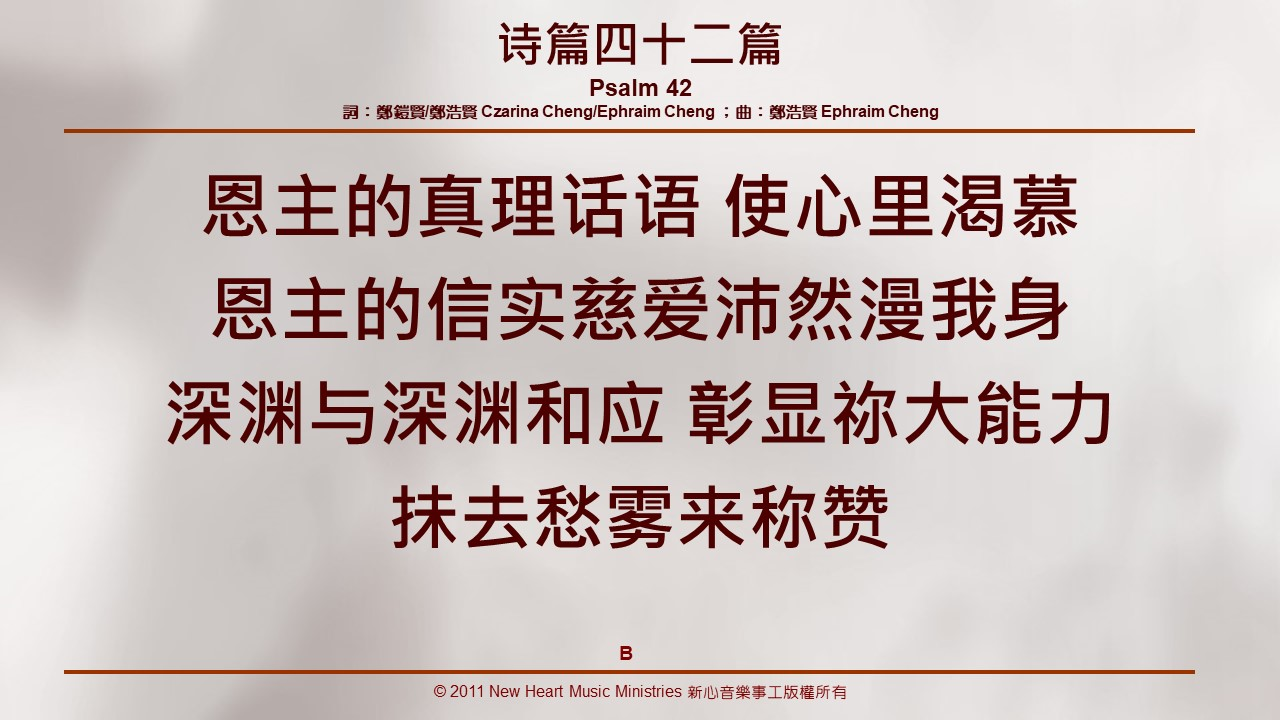 诗篇四十二篇
Psalm 42
詞：鄭鎧賢/鄭浩賢 Czarina Cheng/Ephraim Cheng ；曲：鄭浩賢 Ephraim Cheng
恩主的真理话语 使心里渴慕
恩主的信实慈爱沛然漫我身
深渊与深渊和应 彰显祢大能力
抹去愁雾来称赞
B
© 2011 New Heart Music Ministries 新心音樂事工版權所有